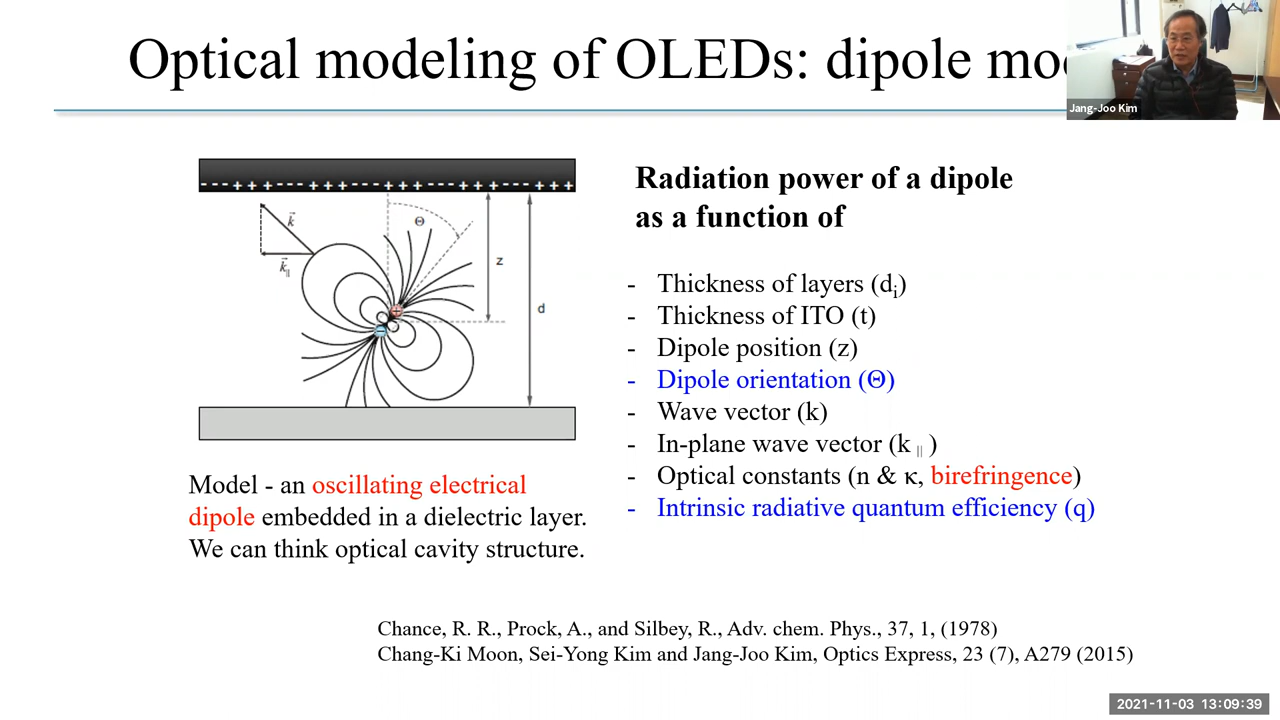 Optical modeling of OLEDs: dipole mo
Jang-Joo Kim
- - - + + + - - - + + + - - - + + + - - - + + + - - - + + +
k
k||
Θ
z
d
Model - an oscillating electrical
dipole embedded in a dielectric layer.
We can think optical cavity structure.
Radiation power of a dipole
as a function of
- Thickness of layers (di)
- Thickness of ITO (t)
- Dipole position (z)
- Dipole orientation (Θ)
- Wave vector (k)
- In-plane wave vector (k || )
- Optical constants (n & κ, birefringence)
- Intrinsic radiative quantum efficiency (q)
Chance, R. R., Prock, A., and Silbey, R., Adv. chem. Phys., 37, 1, (1978)
Chang-Ki Moon, Sei-Yong Kim and Jang-Joo Kim, Optics Express, 23 (7), A279 (2015)
2021-11-03 13:09:39